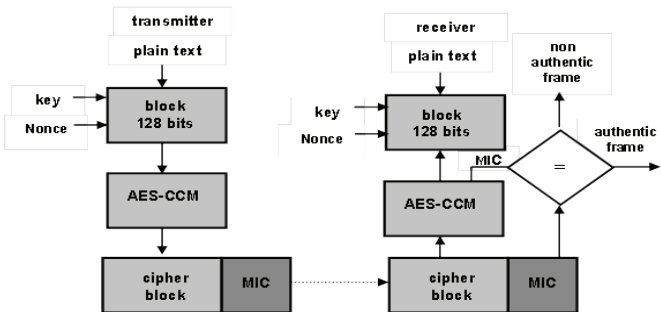 transmitter
plain text
key
Nonce
block
128 bits
AES-CCM
cipher
block
MIC
receiver
plain text
key
Nonce
block
128 bits
MIC
AES-CCM
cipher
block
MIC
non
authentic
frame
=
authentic
frame